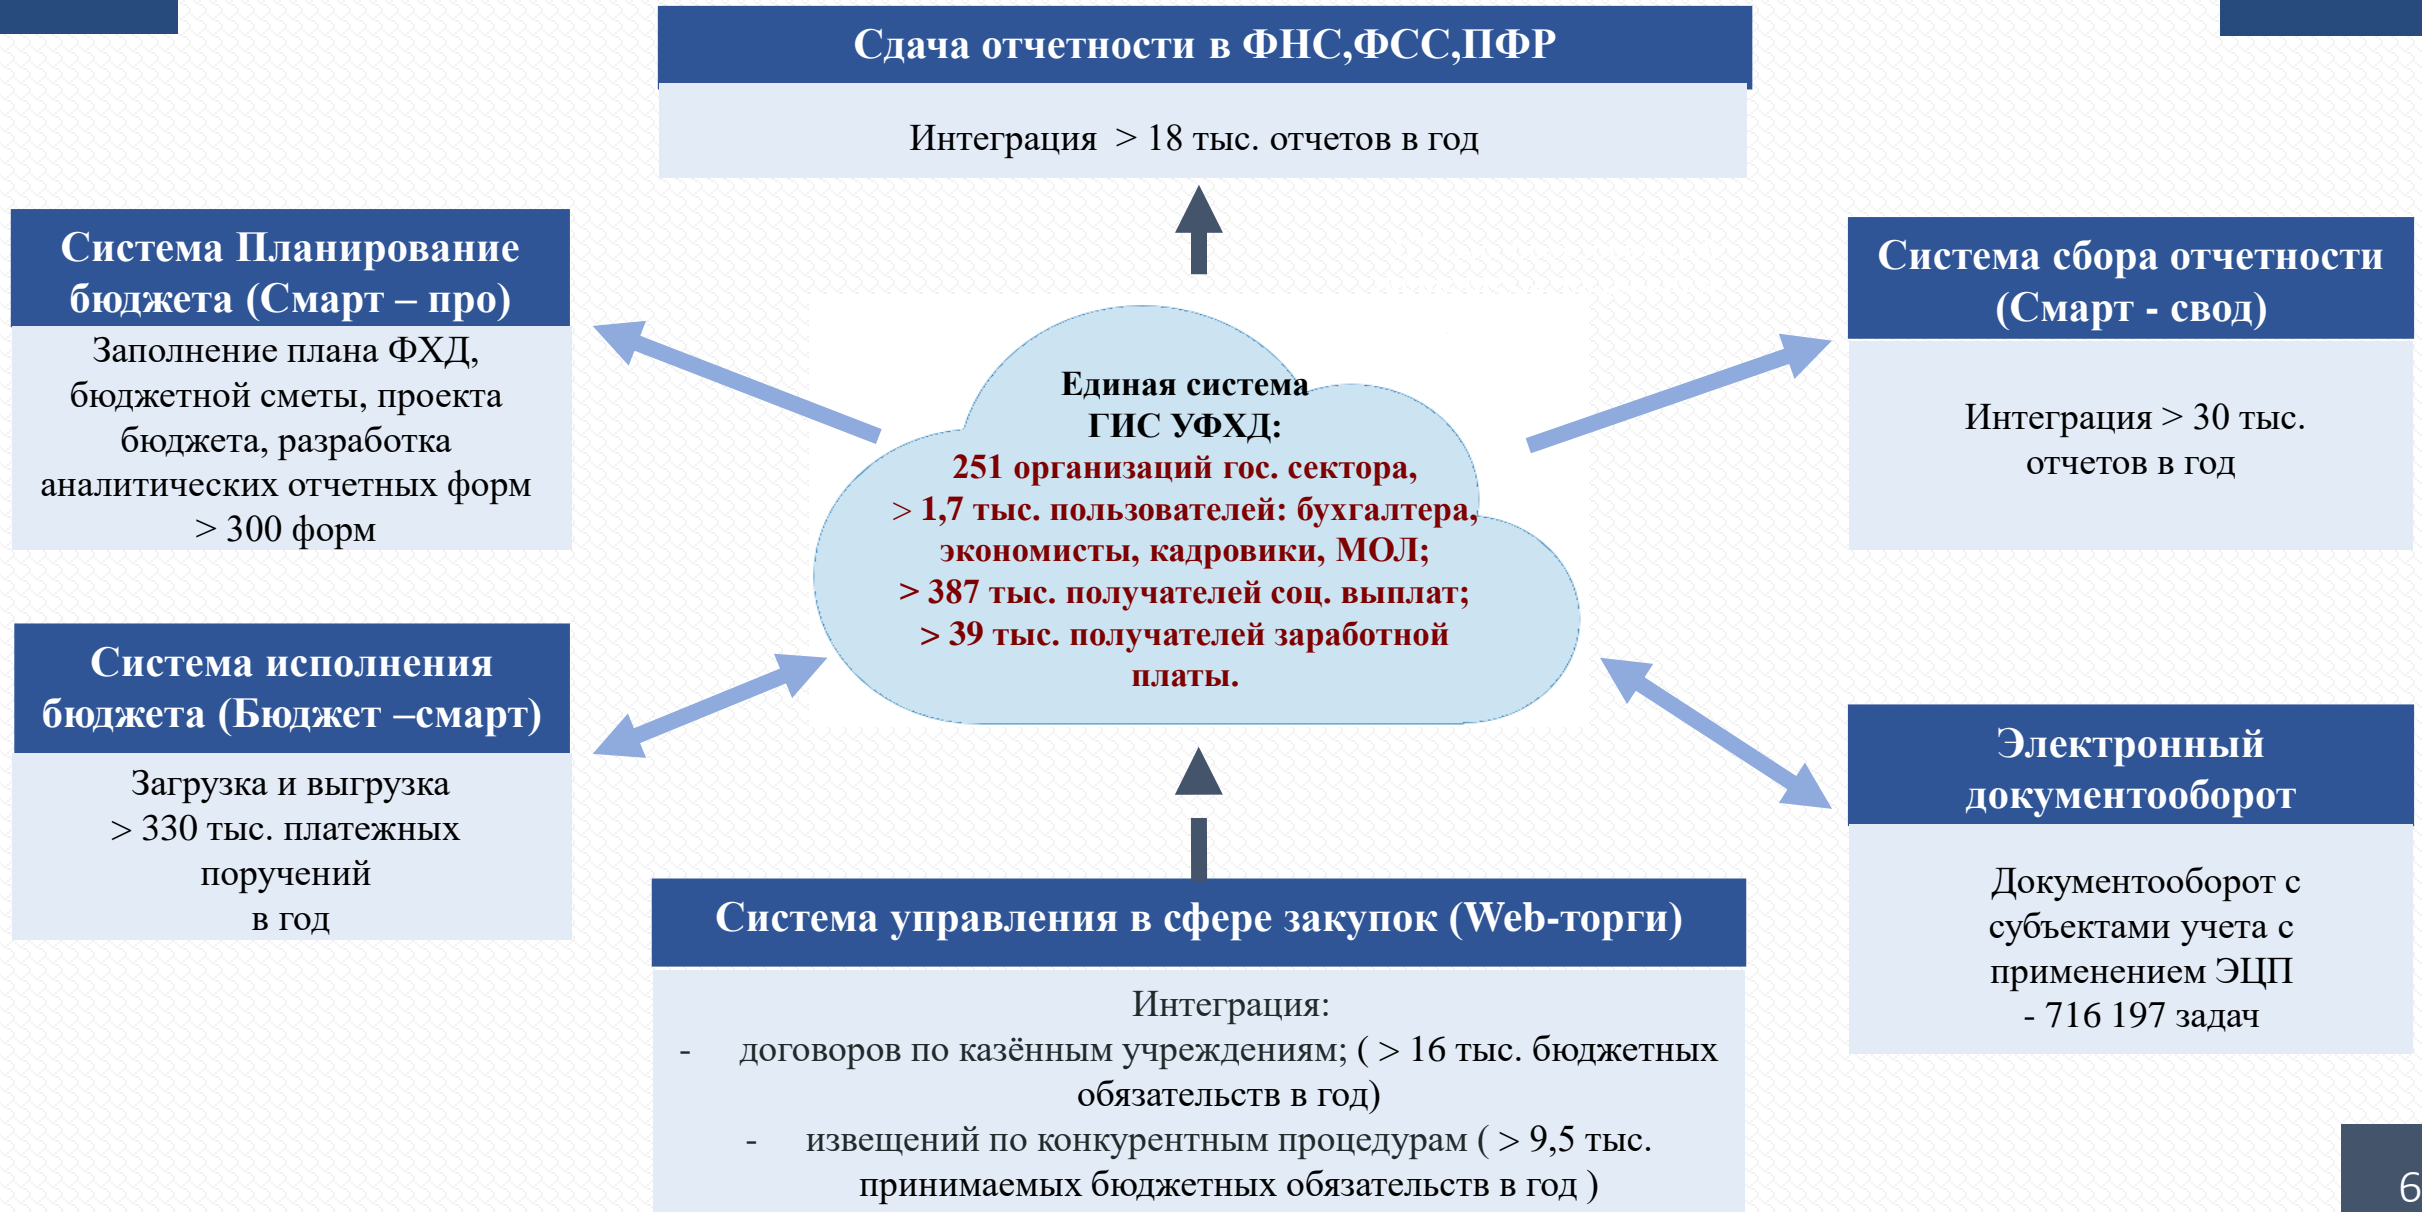 Сдача отчетности в ФНС,ФСС,ПФР
Интеграция > 18 тыс. отчетов в год
Система Планирование
бюджета (Смарт – про)
Заполнение плана ФХД,
бюджетной сметы, проекта
бюджета, разработка
аналитических отчетных форм
> 300 форм
Система сбора отчетности
(Смарт - свод)
Интеграция > 30 тыс.
отчетов в год
Единая система
ГИС УФХД:
251 организаций гос. сектора,
> 1,7 тыс. пользователей: бухгалтера,
экономисты, кадровики, МОЛ;
> 387 тыс. получателей соц. выплат;
> 39 тыс. получателей заработной
платы.
Система исполнения
бюджета (Бюджет –смарт)
Загрузка и выгрузка
> 330 тыс. платежных
поручений
в год
Электронный
документооборот
Документооборот с
субъектами учета с
применением ЭЦП
- 716 197 задач
Система управления в сфере закупок (Web-торги)
Интеграция:
- договоров по казённым учреждениям; ( > 16 тыс. бюджетных
обязательств в год)
- извещений по конкурентным процедурам ( > 9,5 тыс.
принимаемых бюджетных обязательств в год )
6